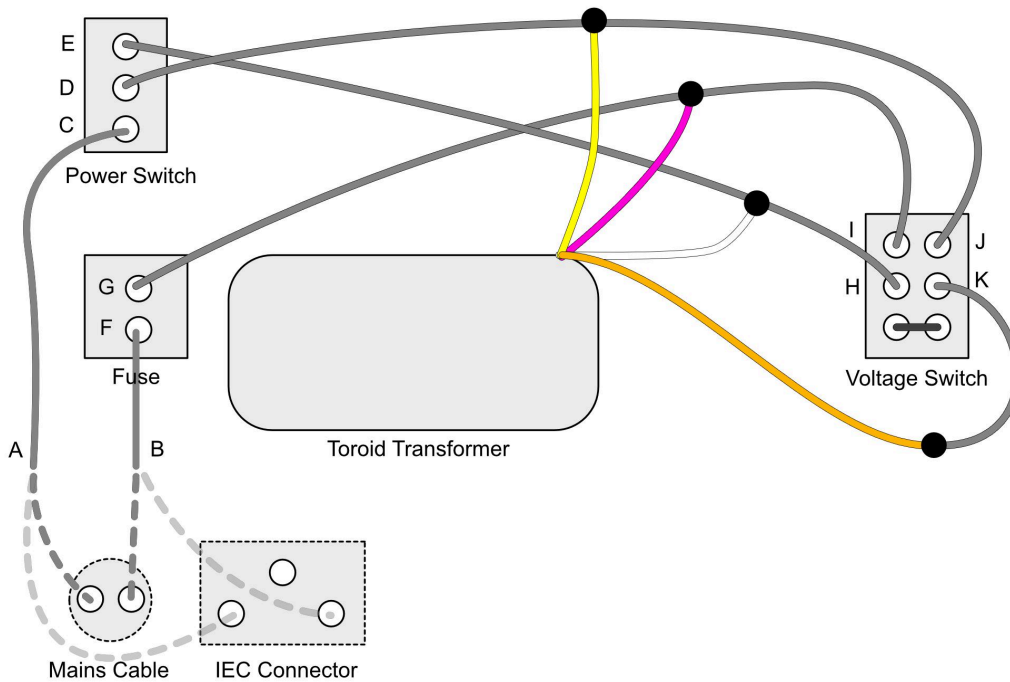 E
D
C
Power Switch
I
J
H
K
Voltage Switch
G
F
Fuse
Toroid Transformer
A
B
Mains Cable
IEC Connector